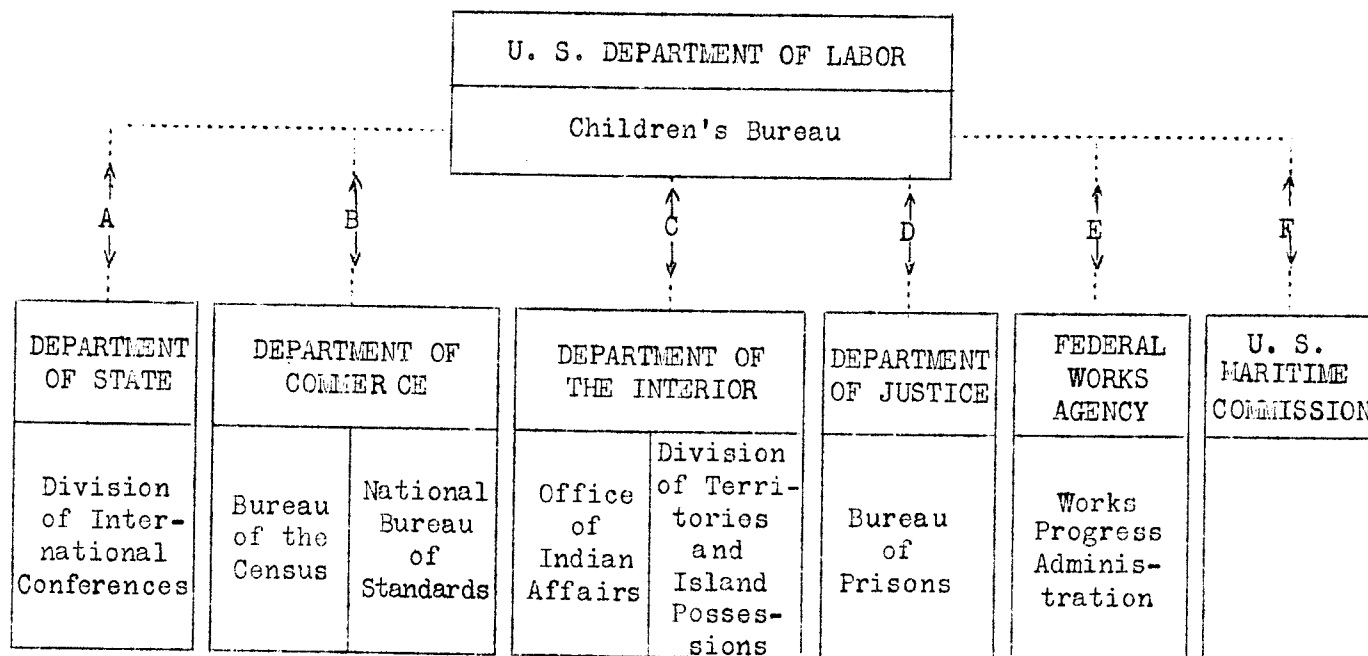 U. S. DEPARTMENT OF LABOR
Children's Bureau
A
B
C
D
E
F
DEPARTMENT
OF STATE
Division
of Inter-
national
Conferences
DEPARTMENT OF
COMMERCE
Bureau
of the
Census
National
Bureau
of
Standards
DEPARTMENT OF
THE INTERIOR
Office
of
Indian
Affairs
Division
of Terri-
tories
and
Island
Posses-
sions
DEPARTMENT
OF JUSTICE
Bureau
of
Prisons
FEDERAL
WORKS
AGENCY
Works
Progress
Adminis-
tration
U. S.
MARITIME
COMMISSION